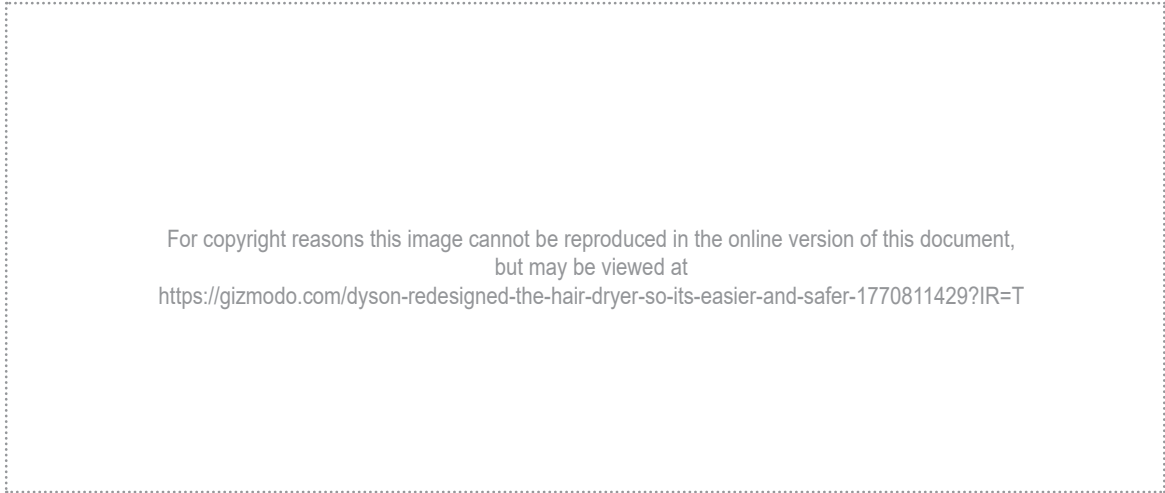 For copyright reasons this image cannot be reproduced in the online version of this document,
but may be viewed at
https://gizmodo.com/dyson-redesigned-the-hair-dryer-so-its-easier-and-safer-1770811429?IR=T